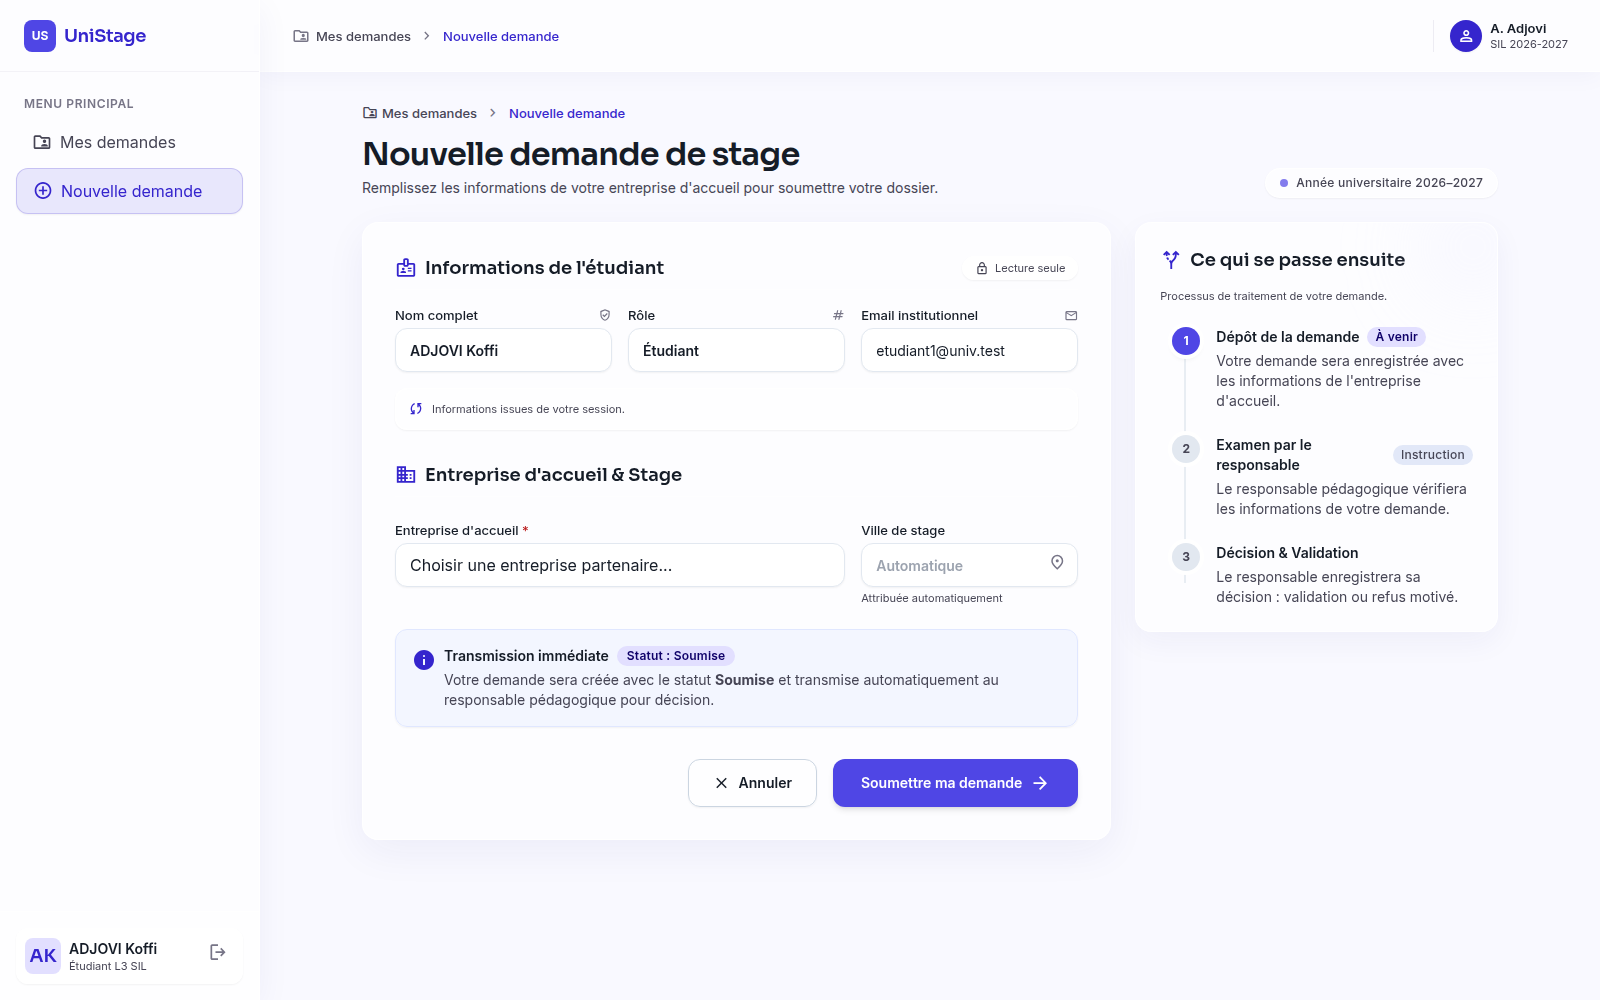 US UniStage
MENU PRINCIPAL
Mes demandes
Nouvelle demande
ADJOVI Koffi
Étudiant L3 SIL
AK
Mes demandes > Nouvelle demande
A. Adjovi
SIL 2026-2027
Mes demandes > Nouvelle demande
Nouvelle demande de stage
Remplissez les informations de votre entreprise d'accueil pour soumettre votre dossier.
Année universitaire 2026–2027
Informations de l'étudiant
Lecture seule
Nom complet
Rôle
#
Email institutionnel
ADJOVI Koffi
Étudiant
etudiant1@univ.test
Informations issues de votre session.
Entreprise d'accueil & Stage
Entreprise d'accueil *
Ville de stage
Choisir une entreprise partenaire...
Automatique
Attribuée automatiquement
Transmission immédiate Statut : Soumise
Votre demande sera créée avec le statut Soumise et transmise automatiquement au
responsable pédagogique pour décision.
Annuler
Soumettre ma demande
Ce qui se passe ensuite
Processus de traitement de votre demande.
1
Dépôt de la demande À venir
Votre demande sera enregistrée avec
les informations de l'entreprise
d'accueil.
2
Examen par le
responsable
Instruction
Le responsable pédagogique vérifiera
les informations de votre demande.
3
Décision & Validation
Le responsable enregistrera sa
décision : validation ou refus motivé.